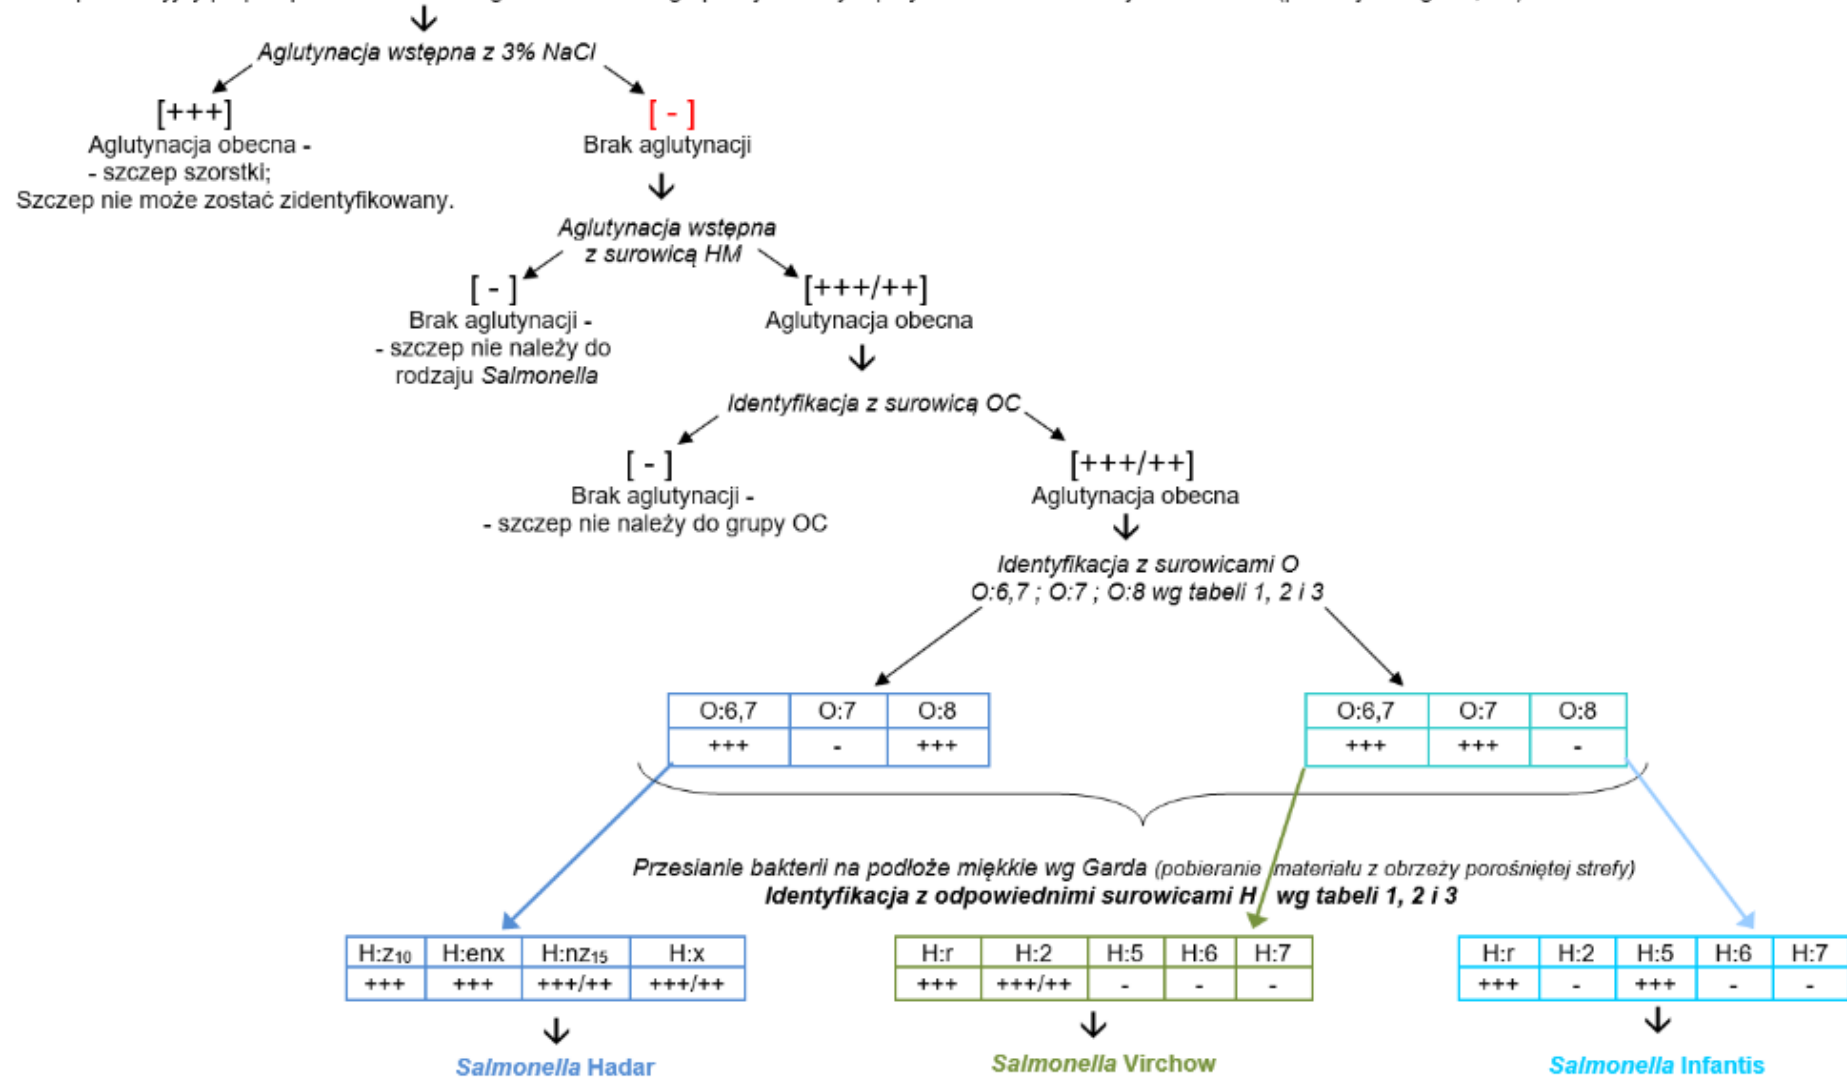 Aglutynacja wstępna z 3% NaCl
[+++]
[ - ]
Aglutynacja obecna -
- szczep szorstki;
Szczep nie może zostać zidentyfikowany.
Brak aglutynacji
Aglutynacja wstępna
z surowicą HM
[ - ]
[+++/++]
Brak aglutynacji -
- szczep nie należy do
rodzaju Salmonella
Aglutynacja obecna
Identyfikacja z surowicą OC
[ - ]
[+++/++]
Brak aglutynacji -
- szczep nie należy do grupy OC
Aglutynacja obecna
Identyfikacja z surowicami O
O:6,7 ; O:7 ; O:8 wg tabeli 1, 2 i 3
O:6,7 O:7 O:8
+++ - +++
O:6,7 O:7 O:8
+++ +++ -
Przesianie bakterii na podłoże miękkie wg Garda (pobieranie materiału z obrzeży porośniętej strefy)
Identyfikacja z odpowiednimi surowicami H wg tabeli 1, 2 i 3
H:z₁₀ H:enx H:nz₁₅ H:x
+++ +++ +++/++ +++/++
Salmonella Hadar
H:r H:2 H:5 H:6 H:7
+++ +++/++ - - -
Salmonella Virchow
H:r H:2 H:5 H:6 H:7
+++ - +++ - -
Salmonella Infantis